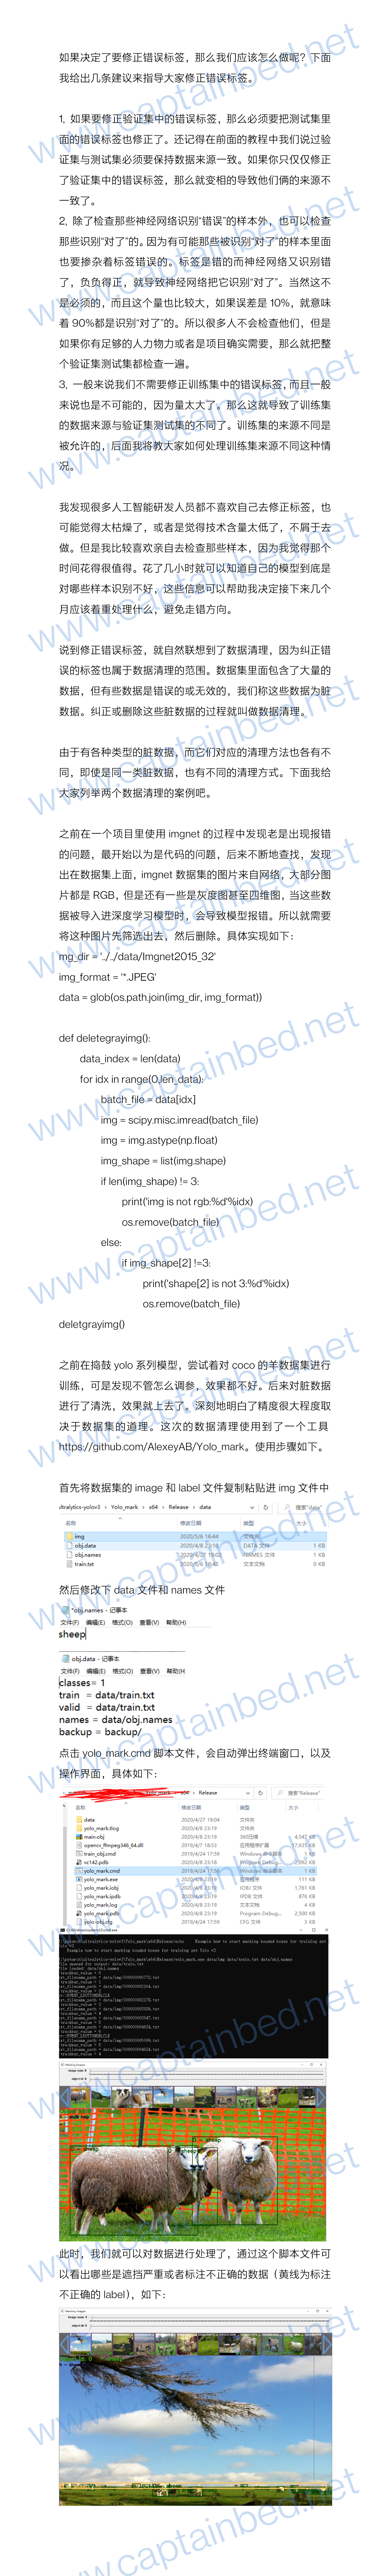 如果决定了要修正错误标签，那么我们应该怎么做呢？下面
我给出几条建议来指导大家修正错误标签。
1, 如果要修正验证集中的错误标签，那么必须要把测试集里
面的错误标签也修正了。还记得在前面的教程中我们说过验
证集与测试集必须要保持数据来源一致。如果你只仅仅修正
了验证集中的错误标签，那么就变相的导致他们俩的来源不
一致了。
2, 除了检查那些神经网络识别“错误”的样本外，也可以检查
那些识别“对了”的。因为有可能那些被识别“对了”的样本里面
也要掺杂着标签错误的。标签是错的而神经网络又识别错
了，负负得正，就导致神经网络把它识别“对了”。当然这不
是必须的，而且这个量也比较大，如果误差是 10%，就意味
着 90%都是识别“对了”的。所以很多人不会检查他们，但是
如果你有足够的人力物力或者是项目确实需要，那么就把整
个验证集测试集都检查一遍。
3, 一般来说我们不需要修正训练集中的错误标签，而且一般
来说也是不可能的，因为量太大了。那么这就导致了训练集
的数据来源与验证集测试集的不同了。训练集的来源不同是
被允许的，后面我将教大家如何处理训练集来源不同这种情
况。
我发现很多人工智能研发人员都不喜欢自己去修正标签，也
可能觉得太枯燥了，或者是觉得技术含量太低了，不屑于去
做。但是我比较喜欢亲自去检查那些样本，因为我觉得那个
时间花得很值得。花了几小时就可以知道自己的模型到底是
对哪些样本识别不好，这些信息可以帮助我决定接下来几个
月应该着重处理什么，避免走错方向。
说到修正错误标签，就自然联想到了数据清理，因为纠正错
误的标签也属于数据清理的范围。数据集里面包含了大量的
数据，但有些数据是错误的或无效的，我们称这些数据为脏
数据。纠正或删除这些脏数据的过程就叫做数据清理。
由于有各种类型的脏数据，而它们对应的清理方法也各有不
同，即使是同一类脏数据，也有不同的清理方式。下面我给
大家列举两个数据清理的案例吧。
之前在一个项目里使用 imgnet 的过程中发现老是出现报错
的问题，最开始以为是代码的问题，后来不断地查找，发现
出在数据集上面，imgnet 数据集的图片来自网络，大部分图
片都是 RGB，但是还有一些是灰度图甚至四维图，当这些数
据被导入进深度学习模型时，会导致模型报错。所以就需要
将这种图片先筛选出去，然后删除。具体实现如下：
mg_dir = '../../data/Imgnet2015_32'
img_format = '*.JPEG'
data = glob(os.path.join(img_dir, img_format))
def deletegrayimg():
data_index = len(data)
for idx in range(0,len_data):
batch_file = data[idx]
img = scipy.misc.imread(batch_file)
img = img.astype(np.float)
img_shape = list(img.shape)
if len(img_shape) != 3:
print('img is not rgb:%d'%idx)
os.remove(batch_file)
else:
if img_shape[2] !=3:
print('shape[2] is not 3:%d'%idx)
os.remove(batch_file)
deletgrayimg()
之前在捣鼓 yolo 系列模型，尝试着对 coco 的羊数据集进行
训练，可是发现不管怎么调参，效果都不好。后来对脏数据
进行了清洗，效果就上去了。深刻地明白了精度很大程度取
决于数据集的道理。这次的数据清理使用到了一个工具
https://github.com/AlexeyAB/Yolo_mark。使用步骤如下。
首先将数据集的 image 和 label 文件复制粘贴进 img 文件中
ultralytics-yolov3 › Yolo_mark › x64 › Release › data 搜索"data"
名称 修改日期 类型 大小
img 2020/5/6 16:44 文件夹
obj.data 2020/4/8 23:10 DATA 文件 1 KB
obj.names 2020/4/27 19:02 NAMES 文件 1 KB
train.txt 文本文档 0 KB
然后修改下 data 文件和 names 文件
*obj.names - 记事本
文件(F) 编辑(E) 格式(O) 查看(V) 帮助(H)
sheep
obj.data - 记事本
文件(F) 编辑(E) 格式(O) 查看(V) 帮助(H)
classes= 1
train = data/train.txt
valid = data/train.txt
names = data/obj.names
backup = backup/
点击 yolo_mark.cmd 脚本文件，会自动弹出终端窗口，以及
操作界面，具体如下：
Yolo_mark › x64 › Release 搜索"Release"
名称 修改日期 类型 大小
data 2020/4/27 19:04 文件夹
yolo_mark.tlog 2020/4/8 23:19 文件夹
main.obj 2020/4/8 23:19
opencv_ffmpeg346_64.dll
train_obj.cmd 2019/4/24 17:59
vc142.pdb 2020/4/8 23:18
yolo_mark.cmd
yolo_mark.exe 2020/4/8 23:19 应用程序 111 KB
yolo_mark.iobj 2020/4/8 23:19
yolo_mark.ipdb 2020/4/8 23:19
yolo_mark.log 2020/4/8 23:19 文本文档 4 KB
yolo_mark.pdb 2020/4/8 23:19
yolo-obj.cfg 2019/4/24 17:59 CFG 文件 3 KB
此时，我们就可以对数据进行处理了，通过这个脚本文件可
以看出哪些是遮挡严重或者标注不正确的数据（黄线为标注
不正确的 label），如下：
www.captainbed.net